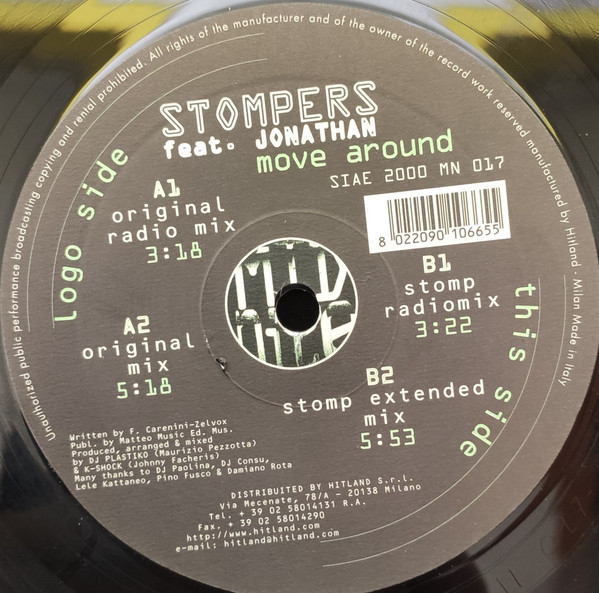 Unauthorized public performance broadcasting copying and rental prohibited. All rights of the manufacturer and of the owner of the record work reserved manufactured by Hitland - Milan Made in Italy
STOMPERS
feat. JONATHAN
move around
SIAE 2000 MN 017
8 022090 106655
logo side
A1
original
radio mix
3:18
A2
original
mix
5:18
this side
B1
stomp
radiomix
3:22
B2
stomp extended
mix
5:53
Written by F. Carenini-Zelvox
Publ. by Matteo Music Ed. Mus.
Produced, arranged & mixed
by DJ PLASTIKO (Maurizio Pezzotta)
& K-SHOCK (Johnny Facheris)
Many thanks to DJ Paolina, DJ Consu,
Lele Kattaneo, Pino Fusco & Damiano Rota
DISTRIBUITED BY HITLAND S.r.l.
Via Mecenate, 78/A - 20138 Milano
Tel. + 39 02 58014131 R.A.
Fax. + 39 02 58014290
http://www.hitland.com
e-mail: hitland@hitland.com